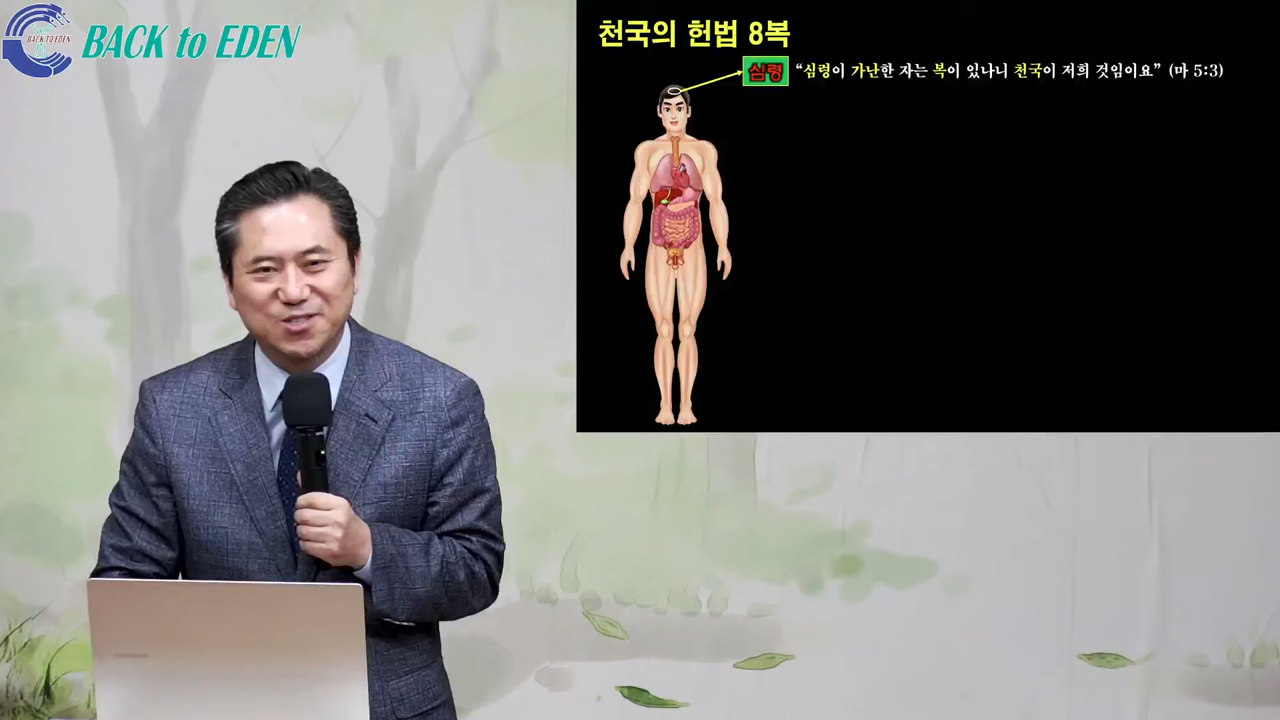 BACK TO EDEN
BACK to EDEN
천국의 헌법 8복
심령 “심령이 가난한 자는 복이 있나니 천국이 저희 것임이요” (마 5:3)